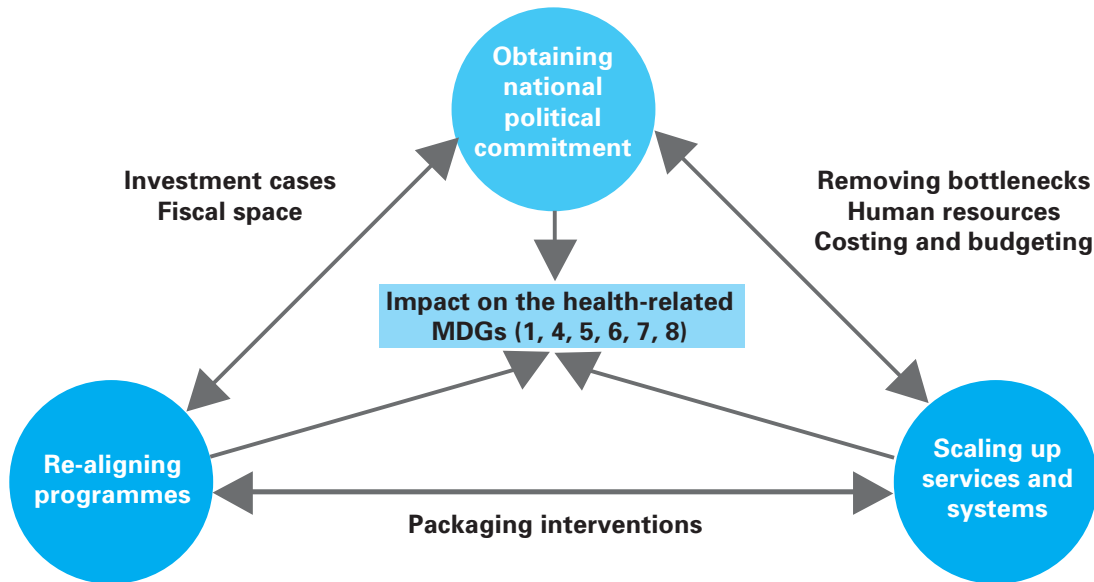 Obtaining
national
political
commitment
Investment cases
Fiscal space
Removing bottlenecks
Human resources
Costing and budgeting
Impact on the health-related
MDGs (1, 4, 5, 6, 7, 8)
Re-aligning
programmes
Scaling up
services and
systems
Packaging interventions